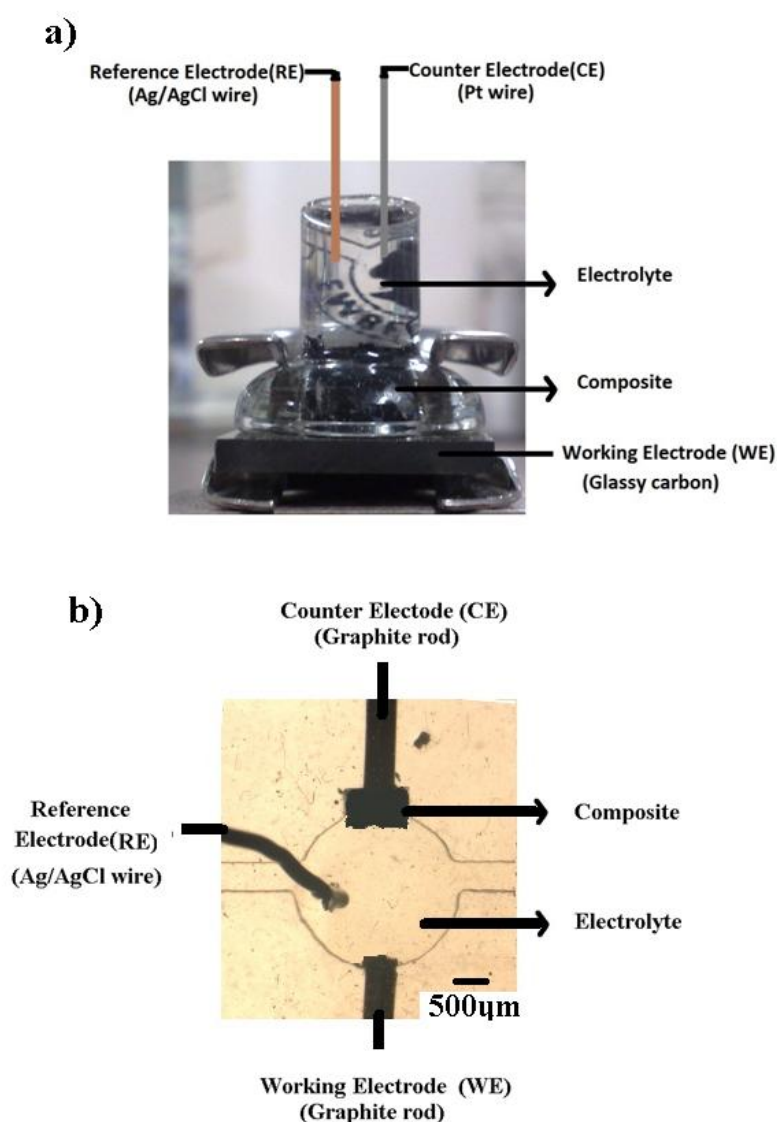 a)
Reference Electrode(RE)
(Ag/AgCl wire)
Counter Electrode(CE)
(Pt wire)
Electrolyte
Composite
Working Electrode (WE)
(Glassy carbon)
b)
Counter Electode (CE)
(Graphite rod)
Reference
Electrode(RE)
(Ag/AgCl wire)
Composite
Electrolyte
500μm
Working Electrode (WE)
(Graphite rod)